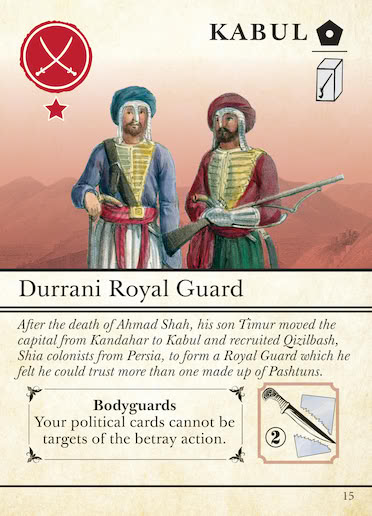 KABUL
Durrani Royal Guard
After the death of Ahmad Shah, his son Timur moved the
capital from Kandahar to Kabul and recruited Qizilbash,
Shia colonists from Persia, to form a Royal Guard which he
felt he could trust more than one made up of Pashtuns.
Bodyguards
Your political cards cannot be
targets of the betray action.
2
15